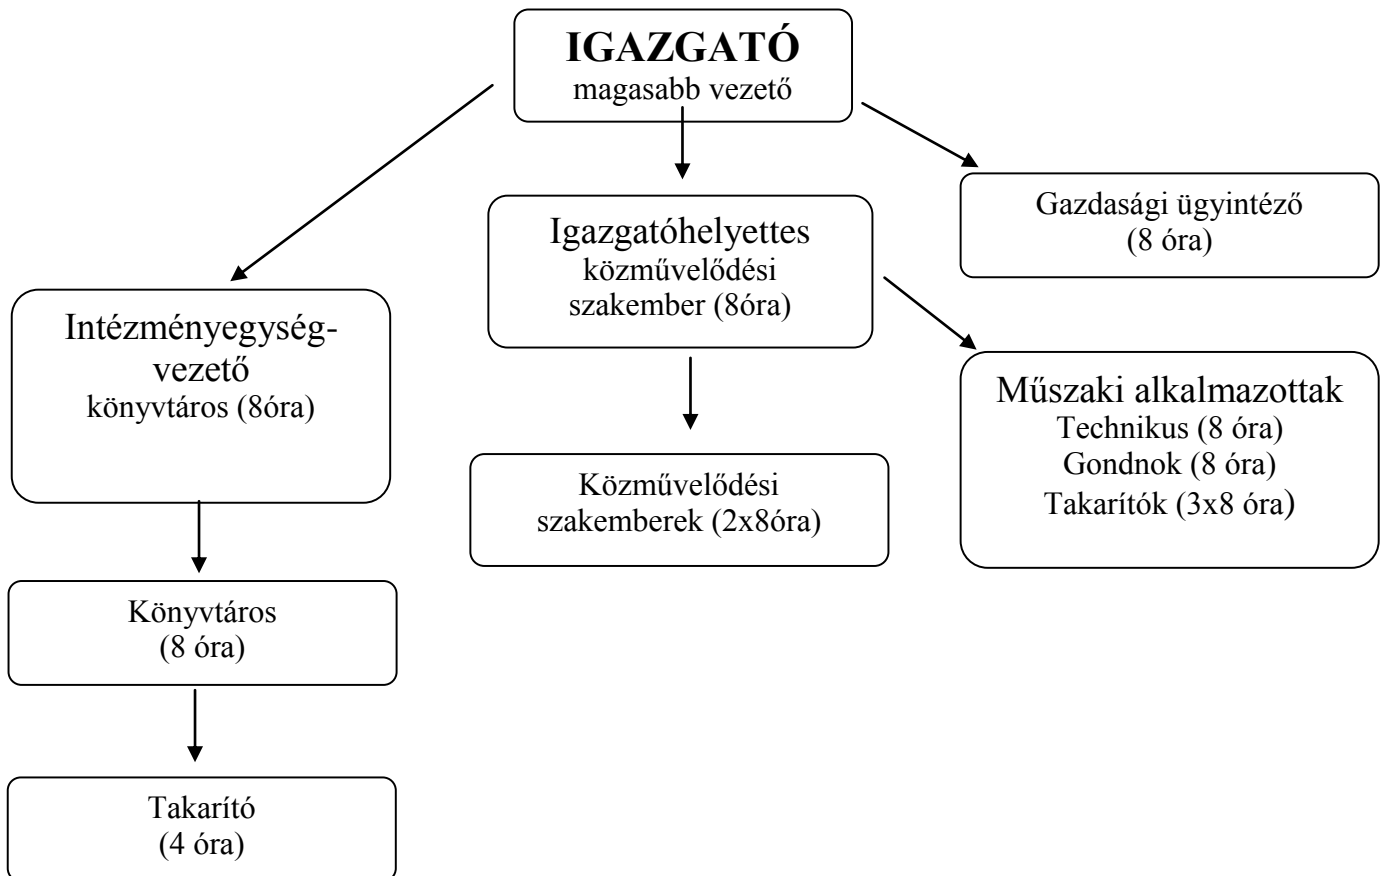 IGAZGATÓ
magasabb vezető
Gazdasági ügyintéző
(8 óra)
Igazgatóhelyettes
közművelődési
szakember (8óra)
Intézményegység-
vezető
könyvtáros (8óra)
Műszaki alkalmazottak
Technikus (8 óra)
Gondnok (8 óra)
Takarítók (3x8 óra)
Közművelődési
szakemberek (2x8óra)
Könyvtáros
(8 óra)
Takarító
(4 óra)